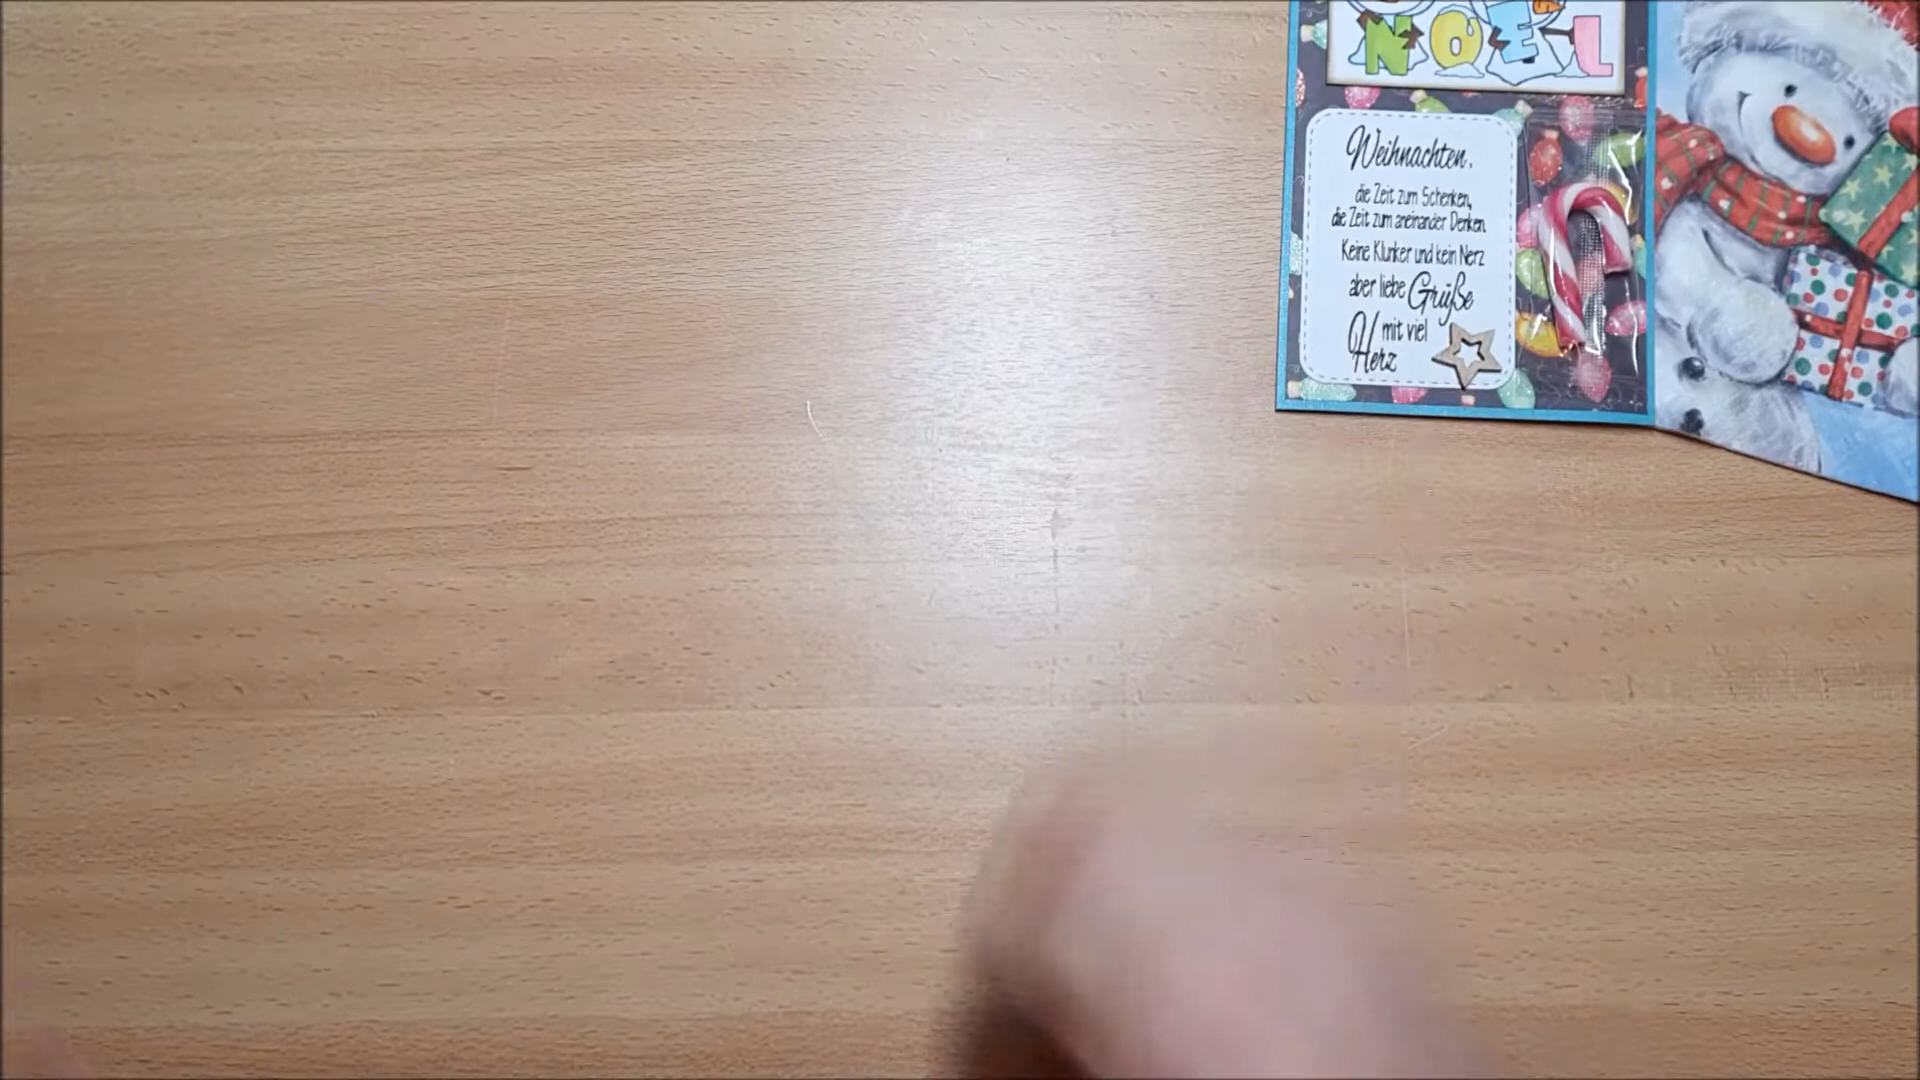 NOEL
Weihnachten,
die Zeit zum Schenken,
die Zeit zum aneinander Denken.
Keine Klunker und kein Nerz
aber liebe Grüße
mit viel
Herz